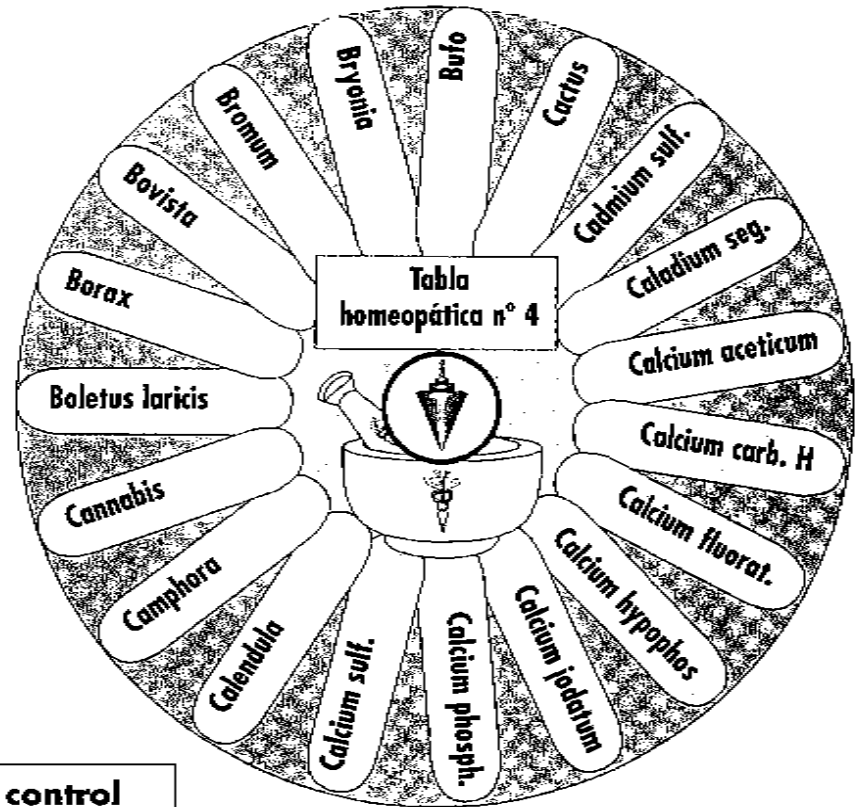 Tabla
homeopática n° 4
Bufo
Cactus
Cadmium sulf.
Caladium seg.
Calcium aceticum
Calcium carb. H
Calcium fluorat.
Calcium hypophos
Calcium jodatum
Calcium phosph.
Calcium sulf.
Calendula
Camphora
Cannabis
Boletus laricis
Borax
Bovista
Bromum
Bryonia
control